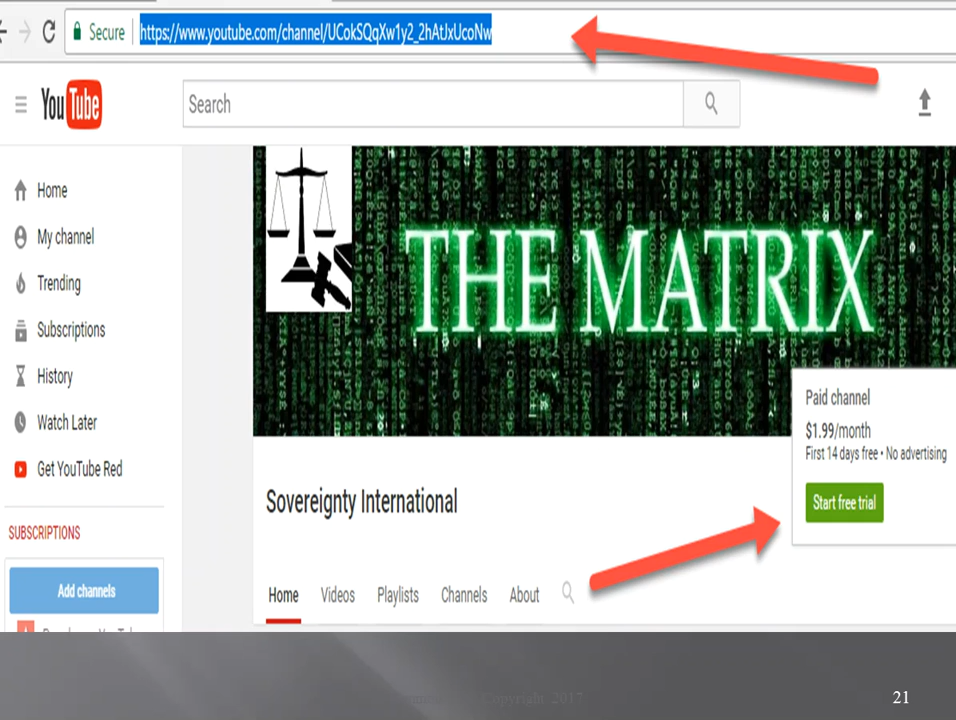 Secure https://www.youtube.com/channel/UCokSQqXw1y2_2hAtJxUcoNw
YouTube
Search
Home
My channel
Trending
Subscriptions
History
Watch Later
Get YouTube Red
SUBSCRIPTIONS
Add channels
THE MATRIX
Paid channel
$1.99/month
First 14 days free • No advertising
Start free trial
Sovereignty International
Home Videos Playlists Channels About
Copyright 2017
21